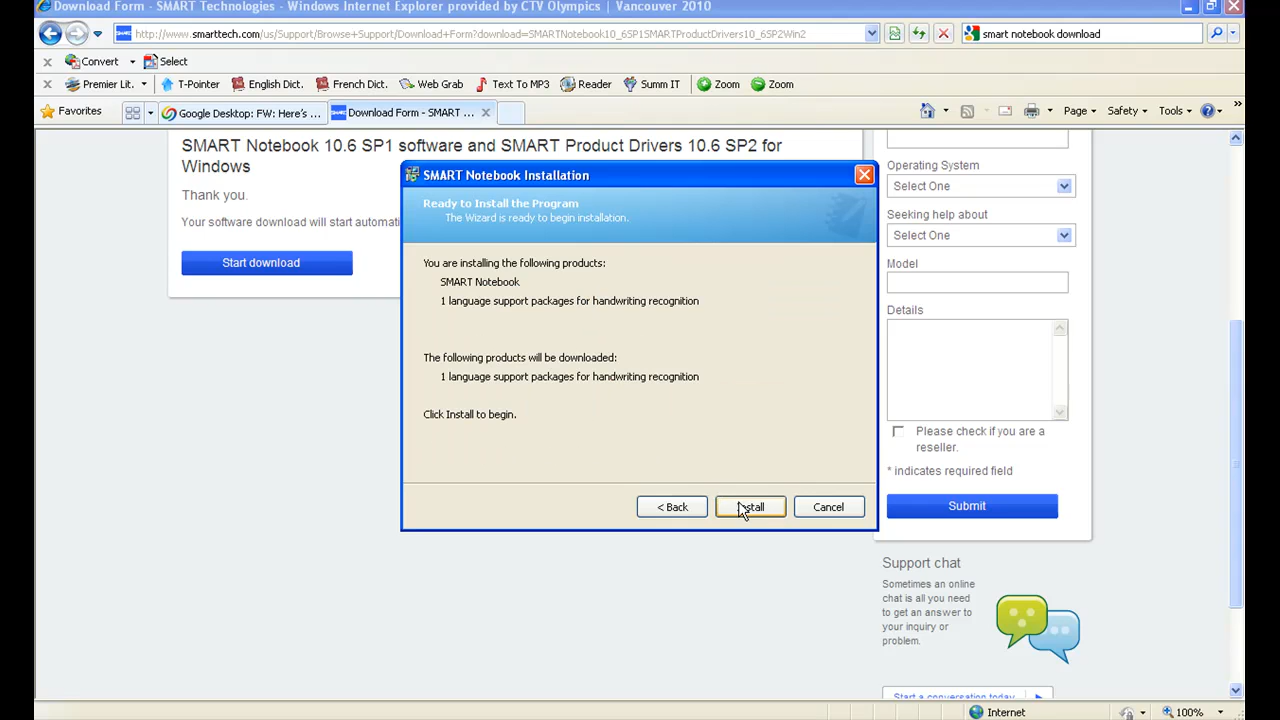 Download Form - SMART Technologies - Windows Internet Explorer provided by CTV Olympics | Vancouver 2010
http://www.smarttech.com/us/Support/Browse+Support/Download+Form?download=SMARTNotebook10_6SP1SMARTProductDrivers10_6SP2Win2
smart notebook download
x Convert Select
x Premier Lit. T-Pointer English Dict. French Dict. Web Grab Text To MP3 Reader Summ IT Zoom Zoom
Favorites Google Desktop: FW: Here's ... Download Form - SMART ... x Page Safety Tools »
SMART Notebook 10.6 SP1 software and SMART Product Drivers 10.6 SP2 for
Windows
Thank you.
Your software download will start automati
Start download
SMART Notebook Installation
Ready to Install the Program
The Wizard is ready to begin installation.
You are installing the following products:
SMART Notebook
1 language support packages for handwriting recognition
The following products will be downloaded:
1 language support packages for handwriting recognition
Click Install to begin.
< Back Install Cancel
Operating System
Select One
Seeking help about
Select One
Model
Details
Please check if you are a
reseller.
* indicates required field
Submit
Support chat
Sometimes an online
chat is all you need
to get an answer to
your inquiry or
problem.
Start a conversation today
Internet 100%